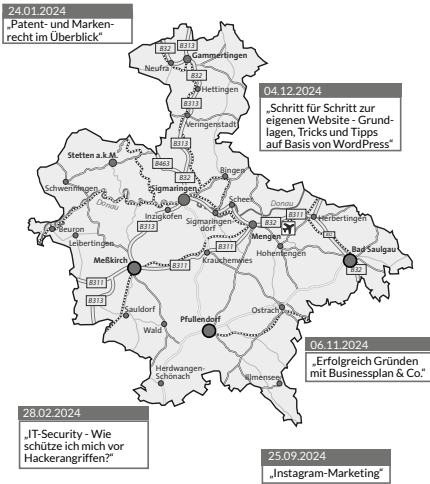 24.01.2024
„Patent- und Marken-
recht im Überblick“
B32
B313
Gammertingen
Neufra
B32
Hettingen
B313
Veringenstadt
04.12.2024
„Schritt für Schritt zur
eigenen Website - Grund-
lagen, Tricks und Tipps
auf Basis von WordPress“
B313
Stetten a.k.M.
B463
B32
Bingen
Schwenningen
Sigmaringen
Donau
Scheer
Donau
Inzigkofen
Sigmaringen-
dorf
B32
B311
Herbertingen
Beuron
B313
Mengen
B32
Leibertingen
B311
Hohentengen
Bad Saulgau
Meßkirch
Krauchenwies
B311
B32
B311
B313
Sauldorf
Ostrach
Wald
Pfullendorf
06.11.2024
„Erfolgreich Gründen
mit Businessplan & Co.“
Herdwangen-
Schönach
Illmensee
28.02.2024
„IT-Security - Wie
schütze ich mich vor
Hackerangriffen?“
25.09.2024
„Instagram-Marketing“